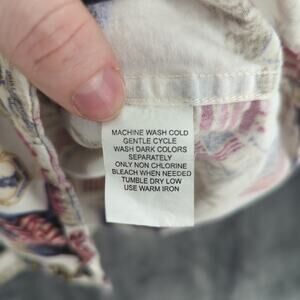 MACHINE WASH COLD
GENTLE CYCLE
WASH DARK COLORS
SEPARATELY
ONLY NON CHLORINE
BLEACH WHEN NEEDED
TUMBLE DRY LOW
USE WARM IRON